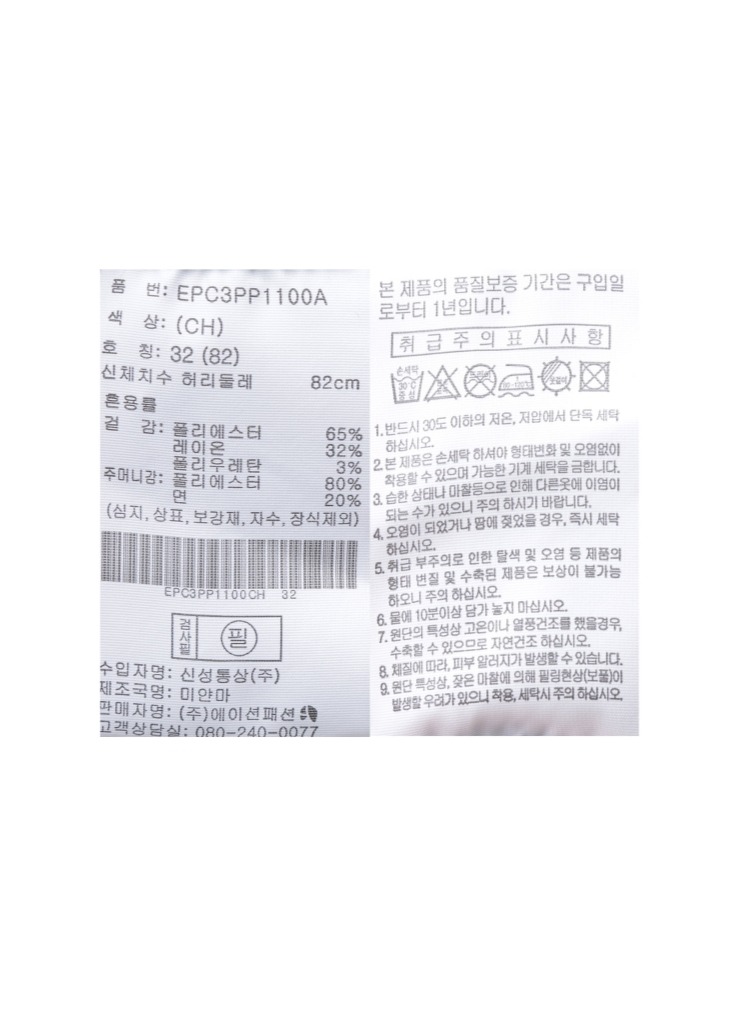 품 번: EPC3PP1100A
색 상: (CH)
호 칭: 32 (82)
신체치수 허리둘레 82cm
혼용률
겉 감: 폴리에스터 65%
레이온 32%
폴리우레탄 3%
주머니감: 폴리에스터 80%
면 20%
(심지, 상표, 보강재, 자수, 장식제외)
EPC3PP1100CH 32
검사필 필
수입자명: 신성통상(주)
제조국명: 미얀마
판매자명: (주)에이션패션
고객상담실: 080-240-0077
본 제품의 품질보증 기간은 구입일
로부터 1년입니다.
취급주의표시사항
손세탁
30℃
중성
1. 반드시 30도 이하의 저온, 저압에서 단독 세탁
하십시오.
2. 본 제품은 손세탁 하셔야 형태변화 및 오염없이
착용할 수 있으며 가능한 기계 세탁을 금합니다.
3. 습한 상태나 마찰등으로 인해 다른옷에 이염이
되는 수가 있으니 주의 하시기 바랍니다.
4. 오염이 되었거나 땀에 젖었을 경우, 즉시 세탁
하십시오.
5. 취급 부주의로 인한 탈색 및 오염 등 제품의
형태 변질 및 수축된 제품은 보상이 불가능
하오니 주의 하십시오.
6. 물에 10분이상 담가 놓지 마십시오.
7. 원단의 특성상 고온이나 열풍건조를 했을경우,
수축할 수 있으므로 자연건조 하십시오.
8. 체질에 따라, 피부 알러지가 발생할 수 있습니다.
9. 원단 특성상, 잦은 마찰에 의해 필링현상(보풀)이
발생할 우려가 있으니 착용, 세탁시 주의 하십시오.